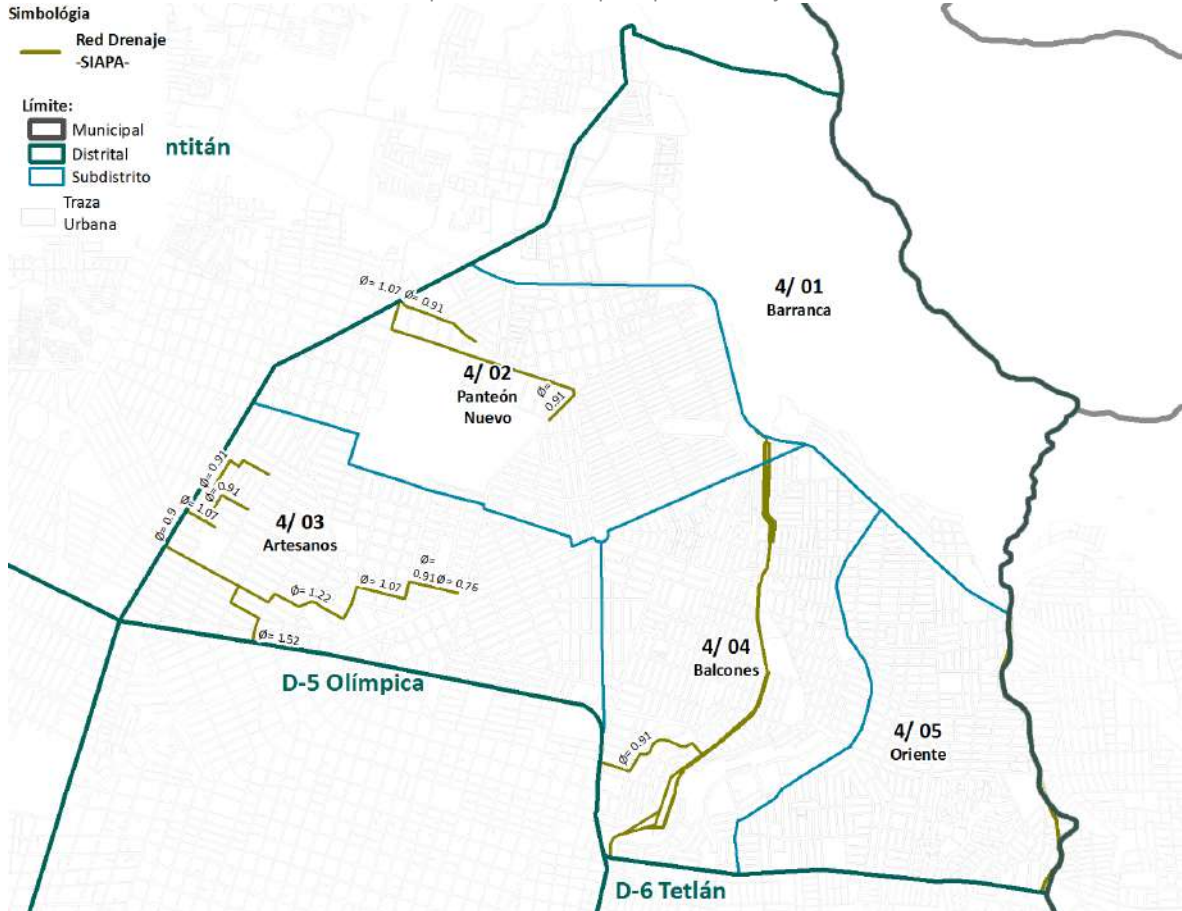 Simbológia
Red Drenaje
-SIAPA-
Límite:
Municipal
Distrital
Subdistrito
Traza
Urbana
ntitán
4/ 01
Barranca
Ø= 1.07 Ø= 0.91
4/ 02
Panteón
Nuevo
Ø=
0.91
Ø= 0.91
Ø= 0.91
Ø=
1.07
Ø= 0.9
4/ 03
Artesanos
Ø= 1.22
Ø= 1.07
Ø=
0.91 Ø= 0.76
Ø= 1.52
D-5 Olímpica
4/ 04
Balcones
Ø= 0.91
4/ 05
Oriente
D-6 Tetlán